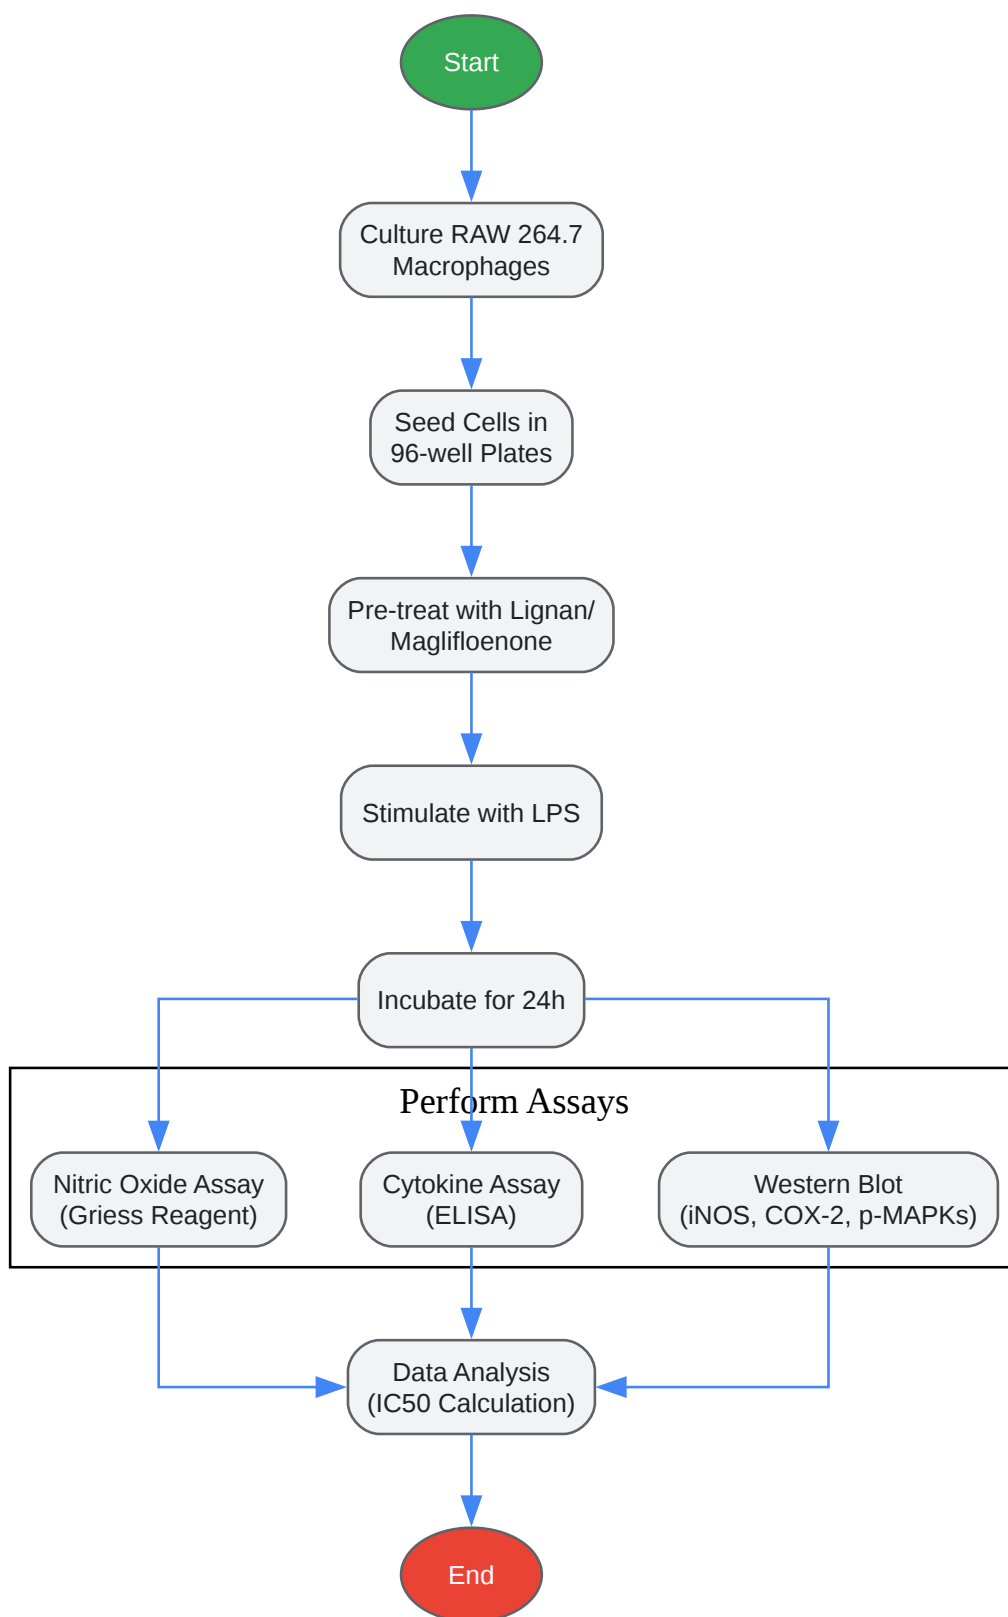 Start
Culture RAW 264.7
Macrophages
Seed Cells in
96-well Plates
Pre-treat with Lignan/
Maglifloenone
Stimulate with LPS
Incubate for 24h
Perform Assays
Nitric Oxide Assay
(Griess Reagent)
Cytokine Assay
(ELISA)
Western Blot
(iNOS, COX-2, p-MAPKs)
Data Analysis
(IC50 Calculation)
End